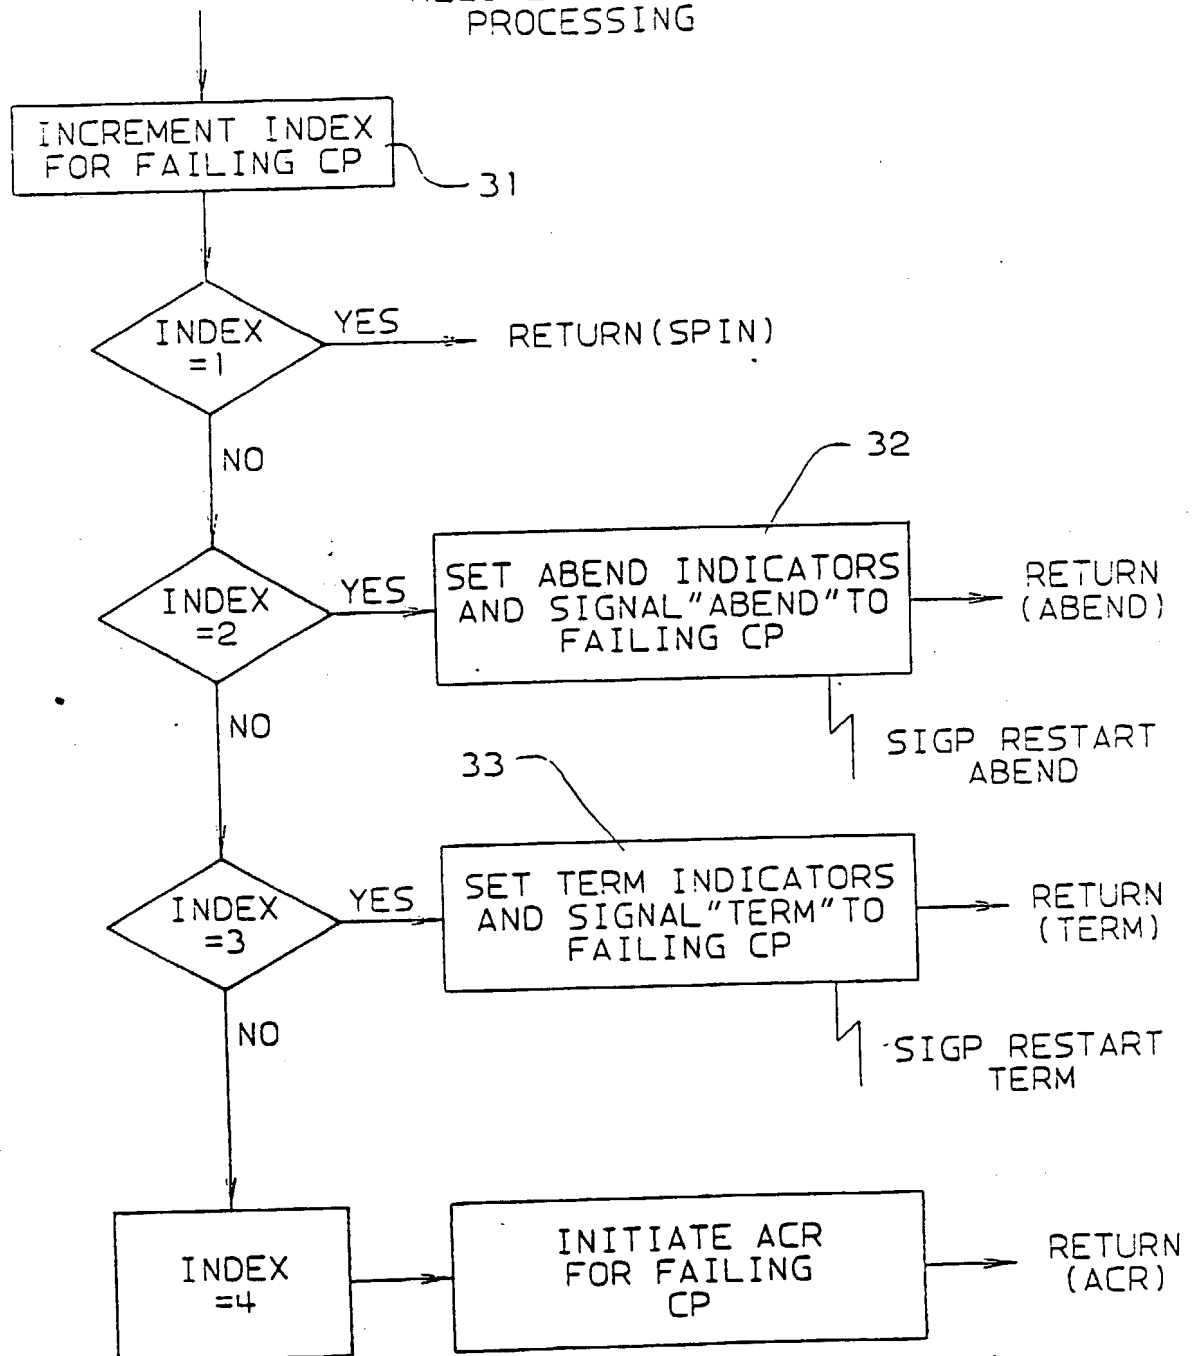 PROCESSING
INCREMENT INDEX
FOR FAILING CP
31
INDEX
=1
YES
RETURN(SPIN)
NO
32
INDEX
=2
YES
SET ABEND INDICATORS
AND SIGNAL"ABEND"TO
FAILING CP
RETURN
(ABEND)
NO
SIGP RESTART
ABEND
33
INDEX
=3
YES
SET TERM INDICATORS
AND SIGNAL"TERM"TO
FAILING CP
RETURN
(TERM)
NO
SIGP RESTART
TERM
INDEX
=4
INITIATE ACR
FOR FAILING
CP
RETURN
(ACR)